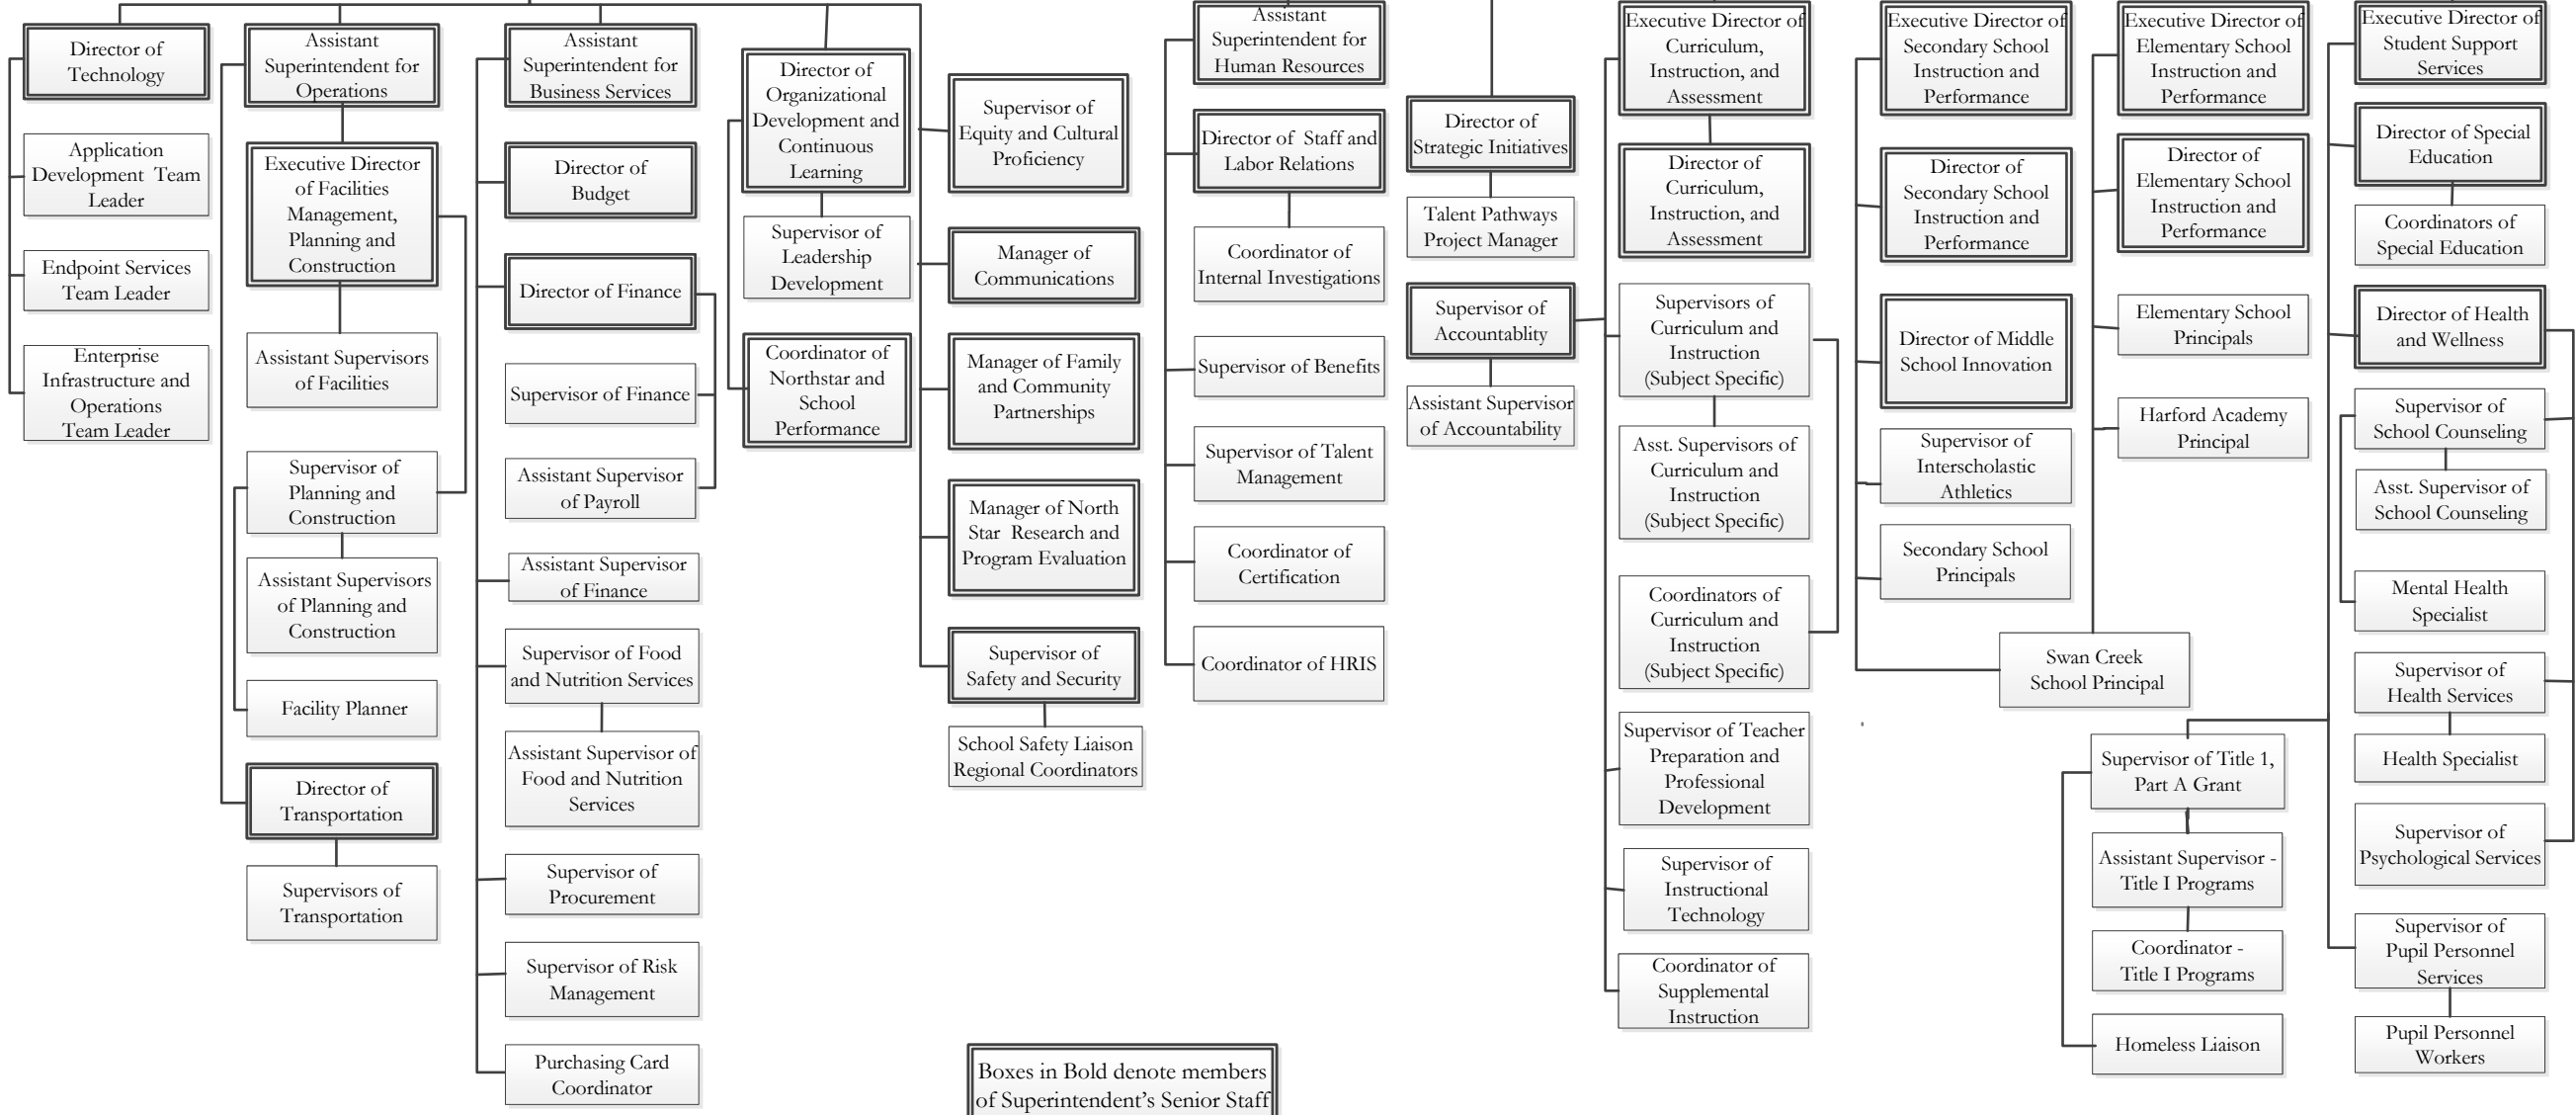 Director of
Technology
Application
Development Team
Leader
Endpoint Services
Team Leader
Enterprise
Infrastructure and
Operations
Team Leader
Assistant
Superintendent for
Operations
Executive Director
of Facilities
Management,
Planning and
Construction
Assistant Supervisors
of Facilities
Supervisor of
Planning and
Construction
Assistant Supervisors
of Planning and
Construction
Facility Planner
Director of
Transportation
Supervisors of
Transportation
Assistant
Superintendent for
Business Services
Director of
Budget
Director of Finance
Supervisor of Finance
Assistant Supervisor
of Payroll
Assistant Supervisor
of Finance
Supervisor of Food
and Nutrition Services
Assistant Supervisor of
Food and Nutrition
Services
Supervisor of
Procurement
Supervisor of Risk
Management
Purchasing Card
Coordinator
Director of
Organizational
Development and
Continuous
Learning
Supervisor of
Leadership
Development
Coordinator of
Northstar and
School
Performance
Supervisor of
Equity and Cultural
Proficiency
Manager of
Communications
Manager of Family
and Community
Partnerships
Manager of North
Star Research and
Program Evaluation
Supervisor of
Safety and Security
School Safety Liaison
Regional Coordinators
Boxes in Bold denote members
of Superintendent's Senior Staff
Assistant
Superintendent for
Human Resources
Director of Staff and
Labor Relations
Coordinator of
Internal Investigations
Supervisor of Benefits
Supervisor of Talent
Management
Coordinator of
Certification
Coordinator of HRIS
Director of
Strategic Initiatives
Talent Pathways
Project Manager
Supervisor of
Accountablity
Assistant Supervisor
of Accountability
Executive Director of
Curriculum,
Instruction, and
Assessment
Director of
Curriculum,
Instruction, and
Assessment
Supervisors of
Curriculum and
Instruction
(Subject Specific)
Asst. Supervisors of
Curriculum and
Instruction
(Subject Specific)
Coordinators of
Curriculum and
Instruction
(Subject Specific)
Supervisor of Teacher
Preparation and
Professional
Development
Supervisor of
Instructional
Technology
Coordinator of
Supplemental
Instruction
Executive Director of
Secondary School
Instruction and
Performance
Director of
Secondary School
Instruction and
Performance
Director of Middle
School Innovation
Supervisor of
Interscholastic
Athletics
Secondary School
Principals
Swan Creek
School Principal
Executive Director of
Elementary School
Instruction and
Performance
Director of
Elementary School
Instruction and
Performance
Elementary School
Principals
Harford Academy
Principal
Supervisor of Title 1,
Part A Grant
Assistant Supervisor -
Title I Programs
Coordinator -
Title I Programs
Homeless Liaison
Executive Director of
Student Support
Services
Director of Special
Education
Coordinators of
Special Education
Director of Health
and Wellness
Supervisor of
School Counseling
Asst. Supervisor of
School Counseling
Mental Health
Specialist
Supervisor of
Health Services
Health Specialist
Supervisor of
Psychological Services
Supervisor of
Pupil Personnel
Services
Pupil Personnel
Workers